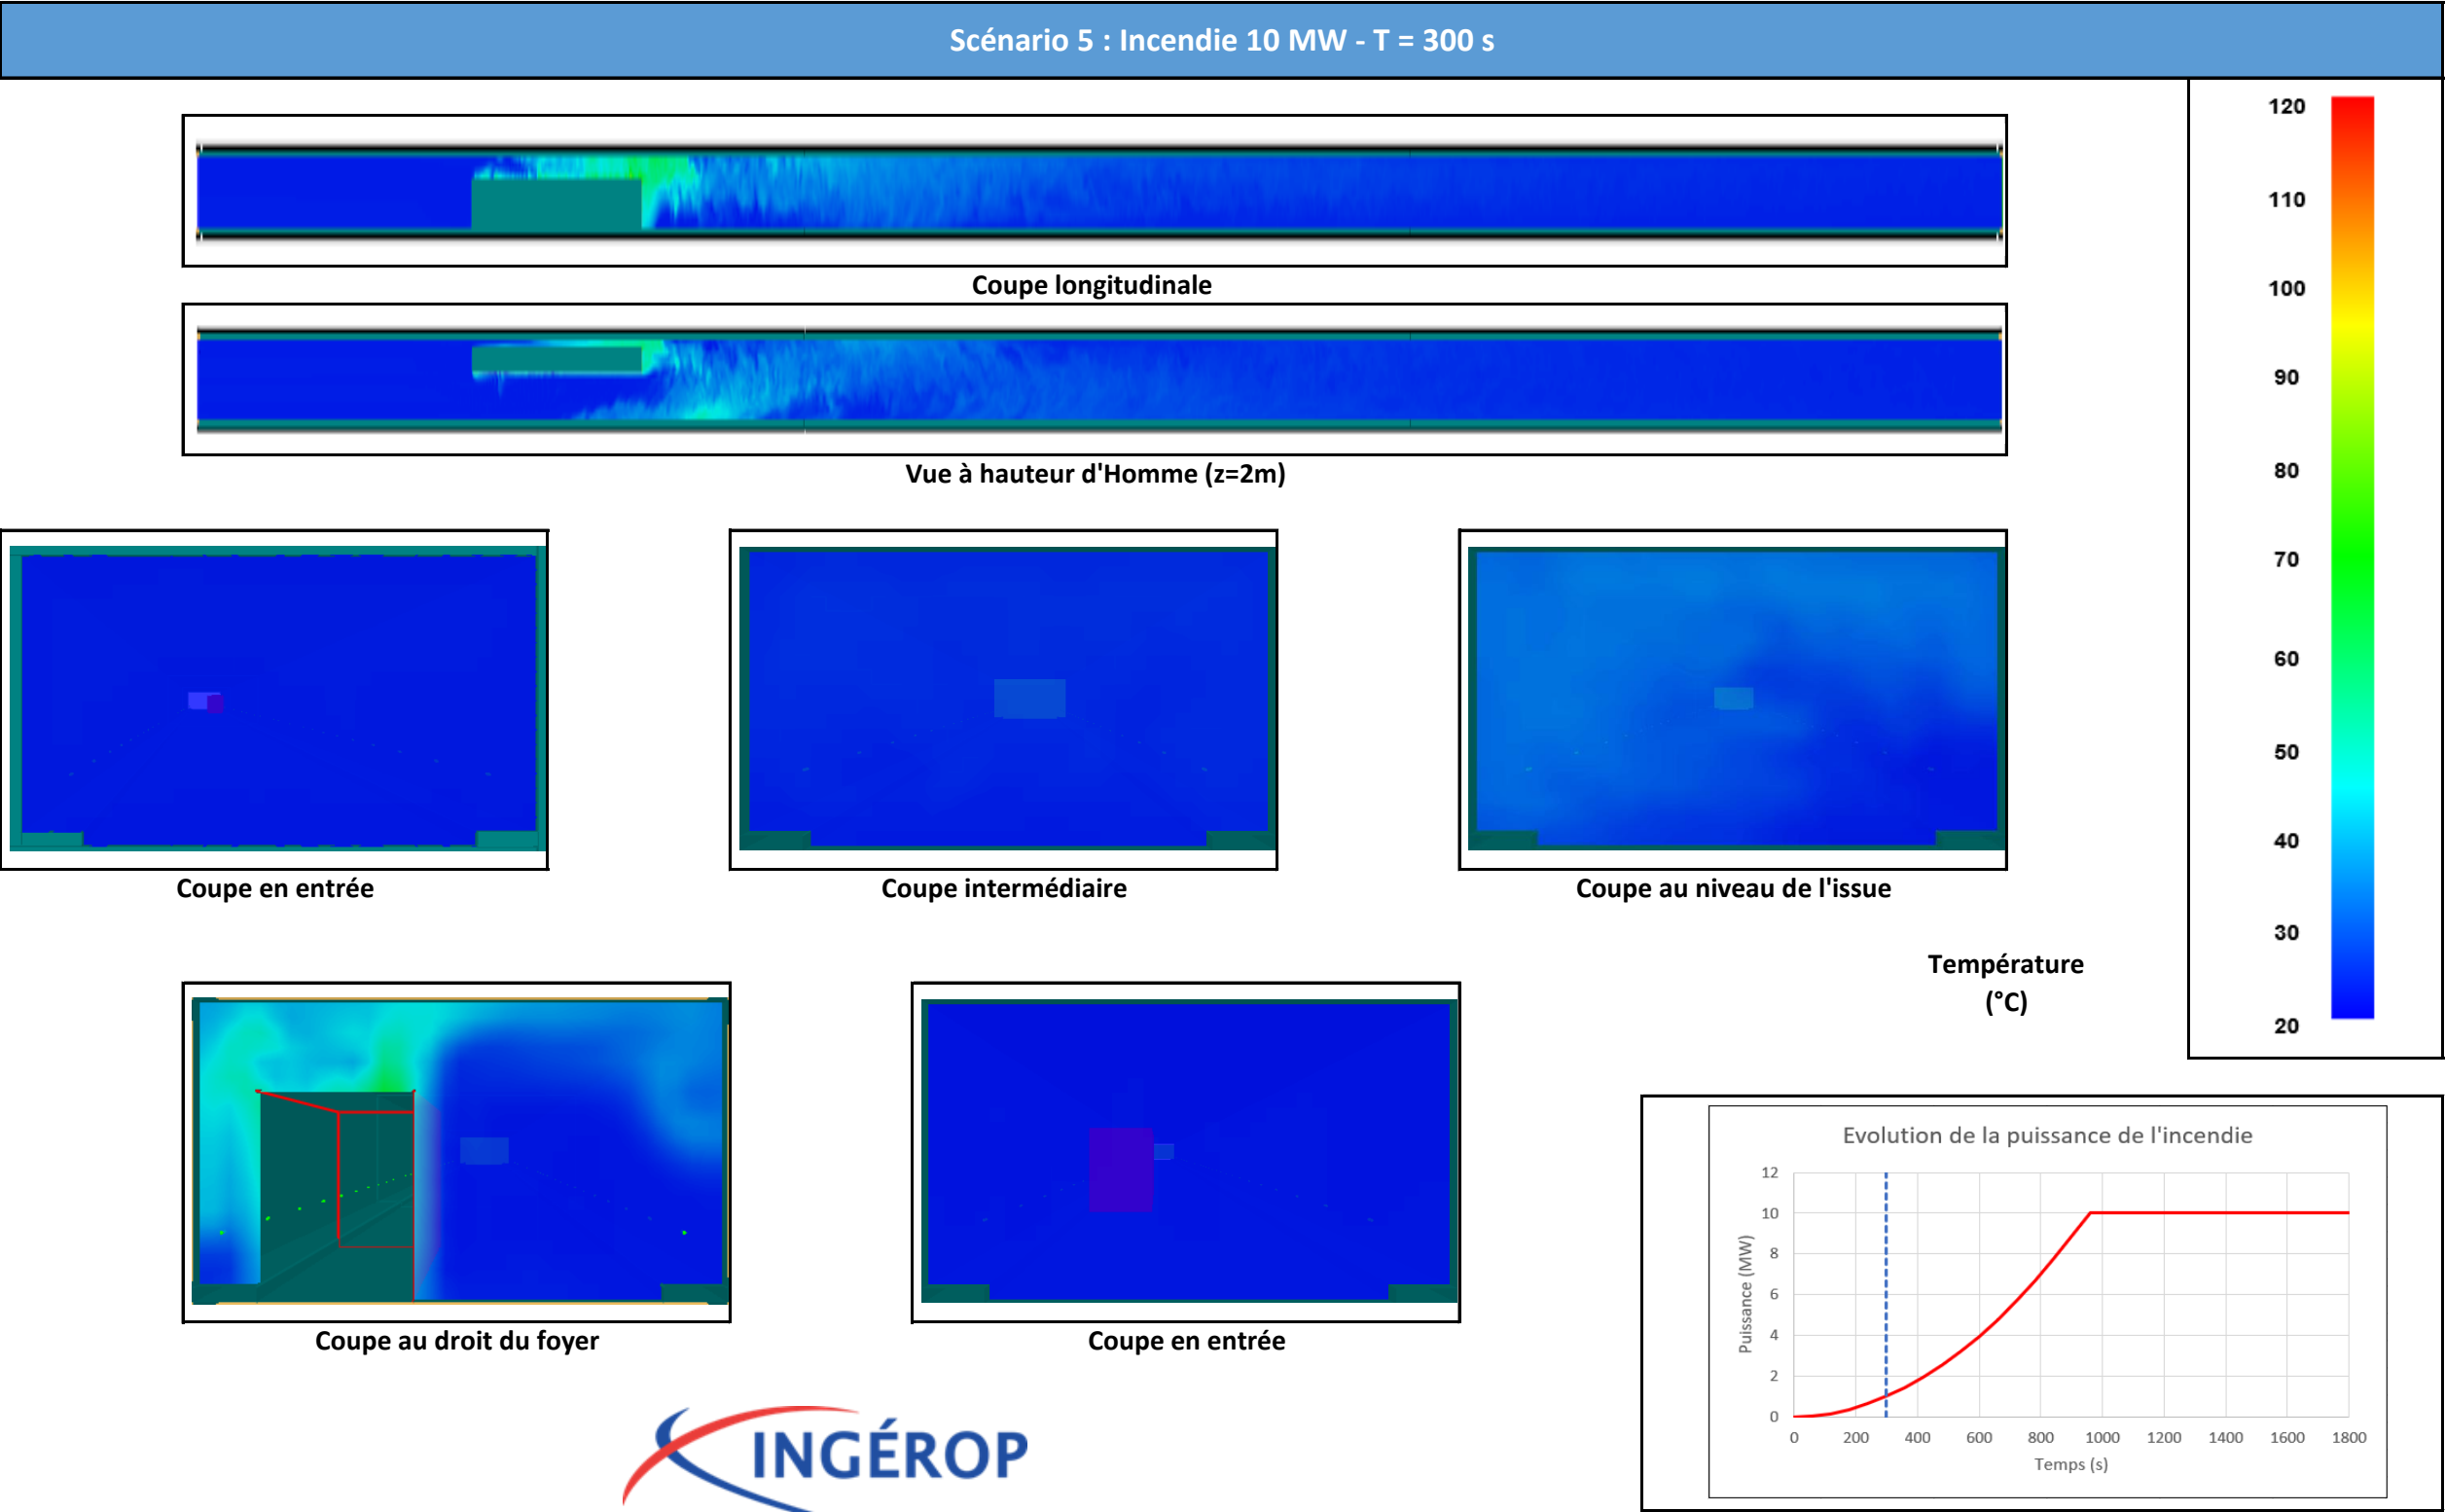 Scénario 5 : Incendie 10 MW - T = 300 s
Coupe longitudinale
Vue à hauteur d'Homme (z=2m)
Coupe en entrée
Coupe intermédiaire
Coupe au niveau de l'issue
Coupe au droit du foyer
Coupe en entrée
120
110
100
90
80
70
60
50
40
30
20
Température
(°C)
Evolution de la puissance de l'incendie
Puissance (MW)
12
10
8
6
4
2
0
0 200 400 600 800 1000 1200 1400 1600 1800
Temps (s)
INGÉROP